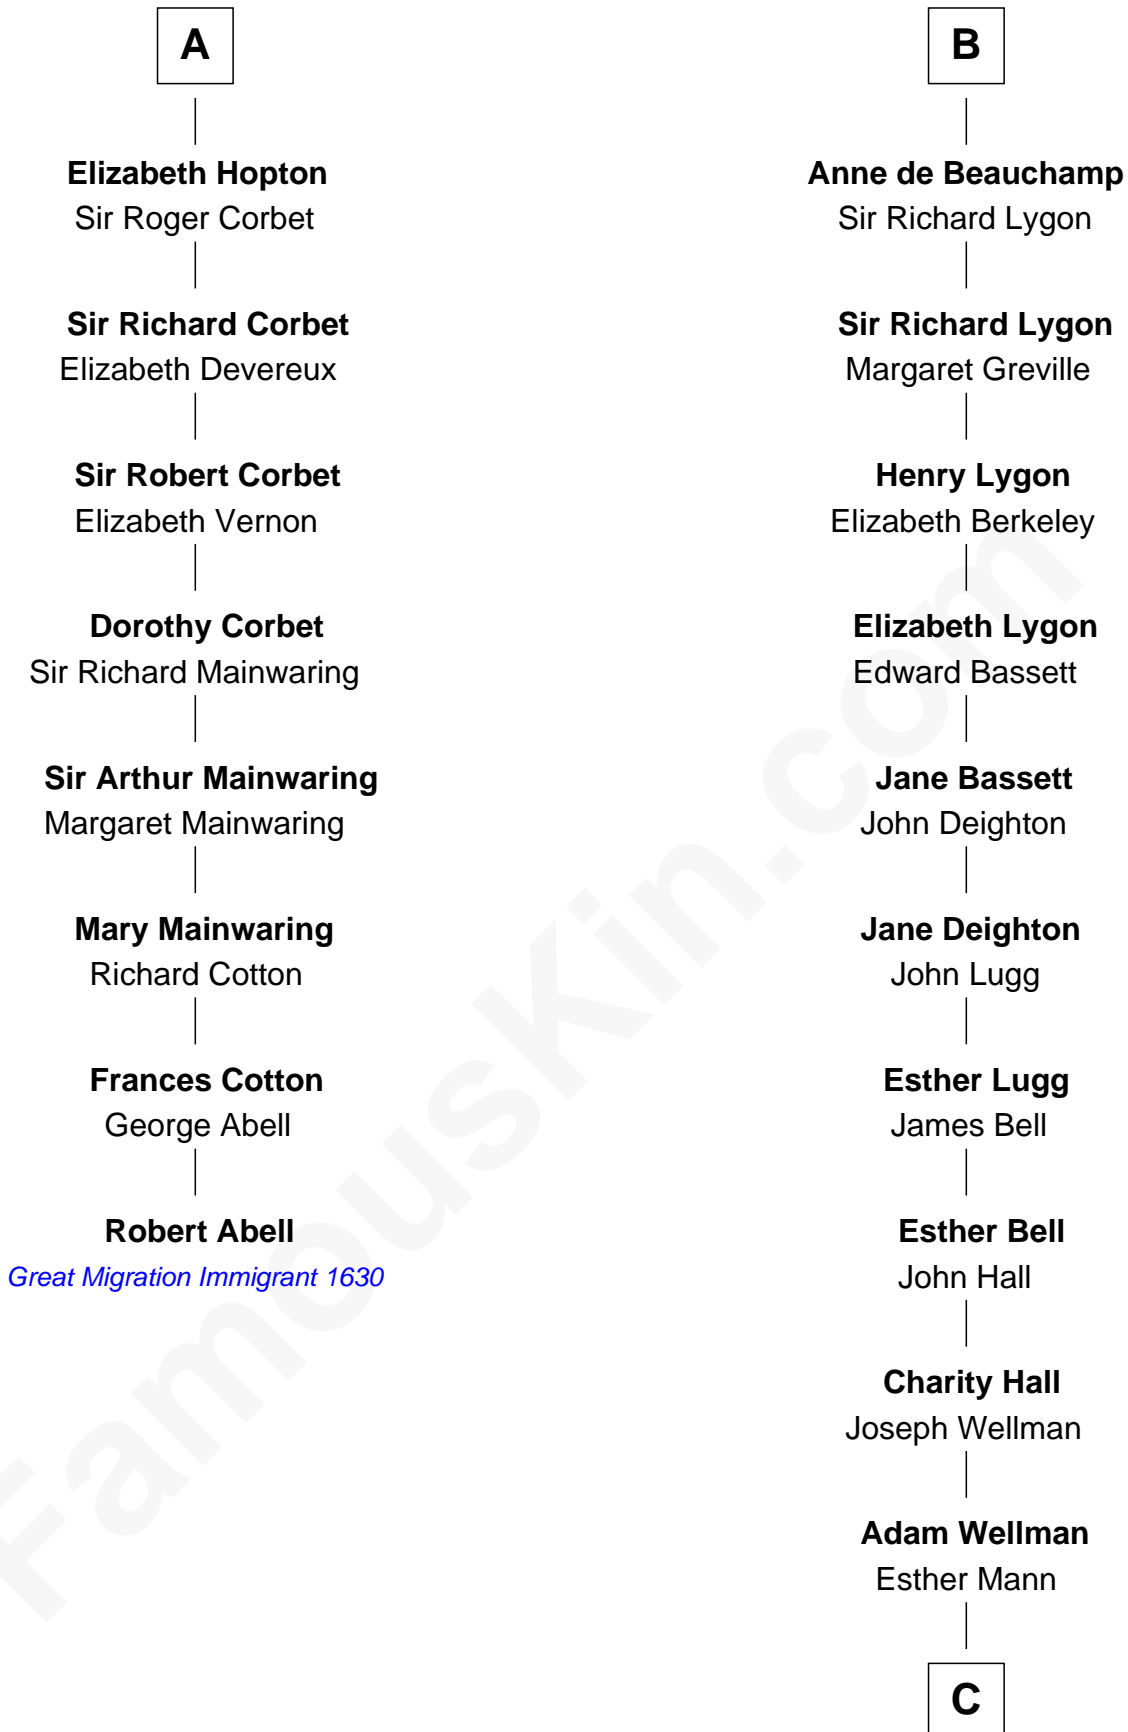 A
Elizabeth Hopton
Sir Roger Corbet
Sir Richard Corbet
Elizabeth Devereux
Sir Robert Corbet
Elizabeth Vernon
Dorothy Corbet
Sir Richard Mainwaring
Sir Arthur Mainwaring
Margaret Mainwaring
Mary Mainwaring
Richard Cotton
Frances Cotton
George Abell
Robert Abell
Great Migration Immigrant 1630
B
Anne de Beauchamp
Sir Richard Lygon
Sir Richard Lygon
Margaret Greville
Henry Lygon
Elizabeth Berkeley
Elizabeth Lygon
Edward Bassett
Jane Bassett
John Deighton
Jane Deighton
John Lugg
Esther Lugg
James Bell
Esther Bell
John Hall
Charity Hall
Joseph Wellman
Adam Wellman
Esther Mann
C
FamousKin.com